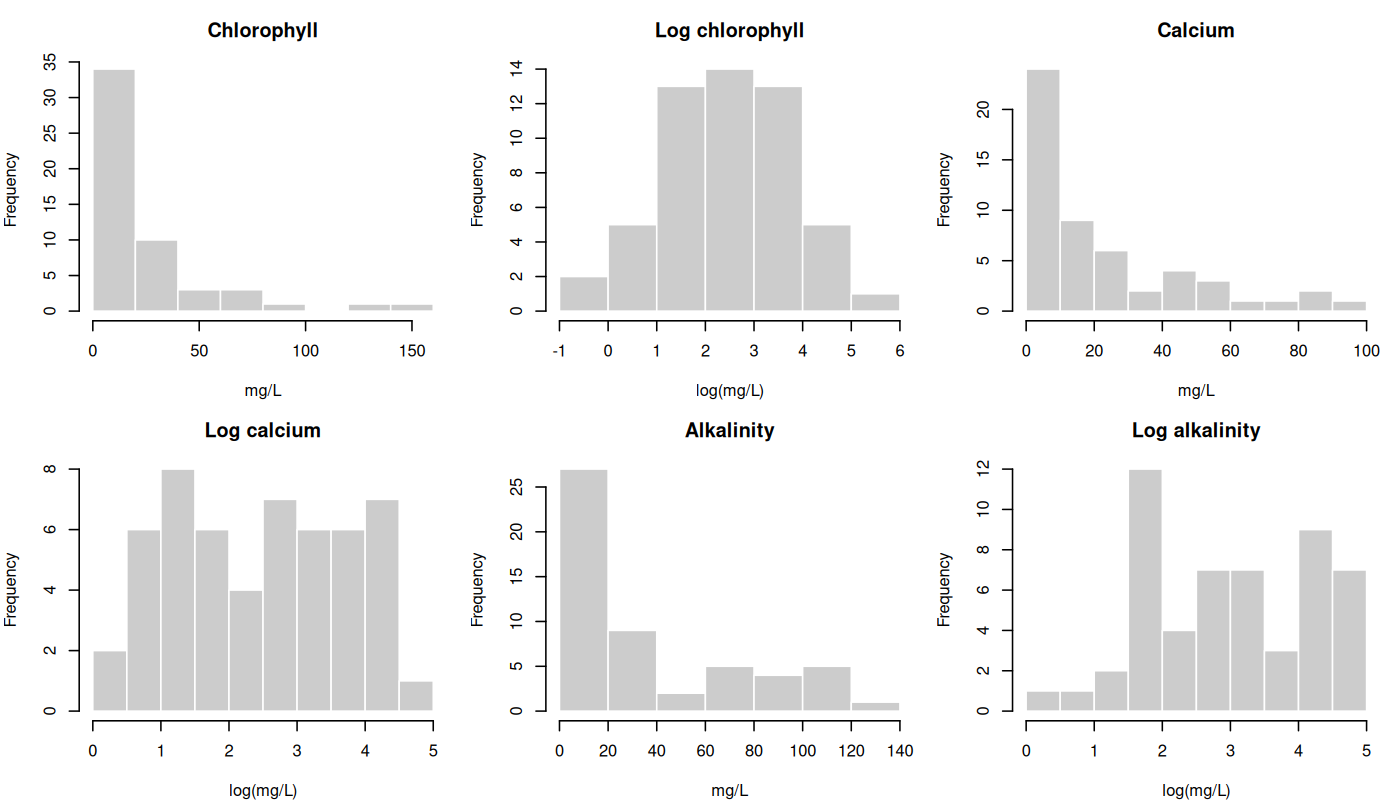 Chlorophyll
Frequency
0 5 10 15 20 25 30 35
0 50 100 150
mg/L
Log chlorophyll
Frequency
0 2 4 6 8 10 12 14
-1 0 1 2 3 4 5 6
log(mg/L)
Calcium
Frequency
0 5 10 15 20
0 20 40 60 80 100
mg/L
Log calcium
Frequency
0 2 4 6 8
0 1 2 3 4 5
log(mg/L)
Alkalinity
Frequency
0 5 10 15 20 25
0 20 40 60 80 100 120 140
mg/L
Log alkalinity
Frequency
0 2 4 6 8 10 12
0 1 2 3 4 5
log(mg/L)